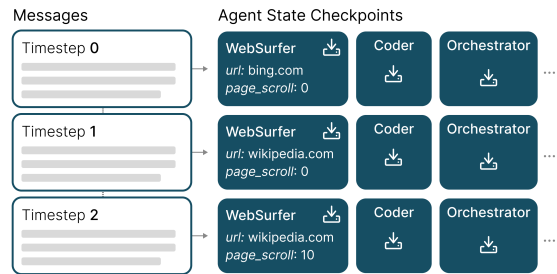 Messages
Agent State Checkpoints
Timestep 0
WebSurfer
url: bing.com
page_scroll: 0
Coder
Orchestrator
...
Timestep 1
WebSurfer
url: wikipedia.com
page_scroll: 0
Coder
Orchestrator
...
Timestep 2
WebSurfer
url: wikipedia.com
page_scroll: 10
Coder
Orchestrator
...